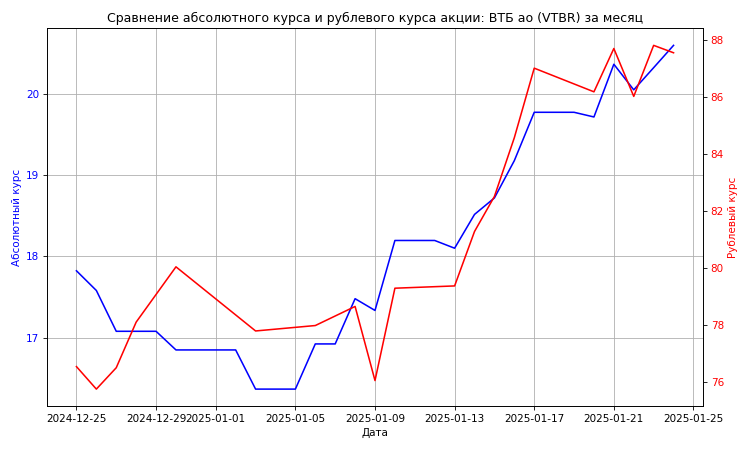 Сравнение абсолютного курса и рублевого курса акции: ВТБ ао (VTBR) за месяц
Абсолютный курс
20
19
18
17
88
86
84
82
80
78
76
Рублевый курс
2024-12-25 2024-12-29 2025-01-01 2025-01-05 2025-01-09 2025-01-13 2025-01-17 2025-01-21 2025-01-25
Дата